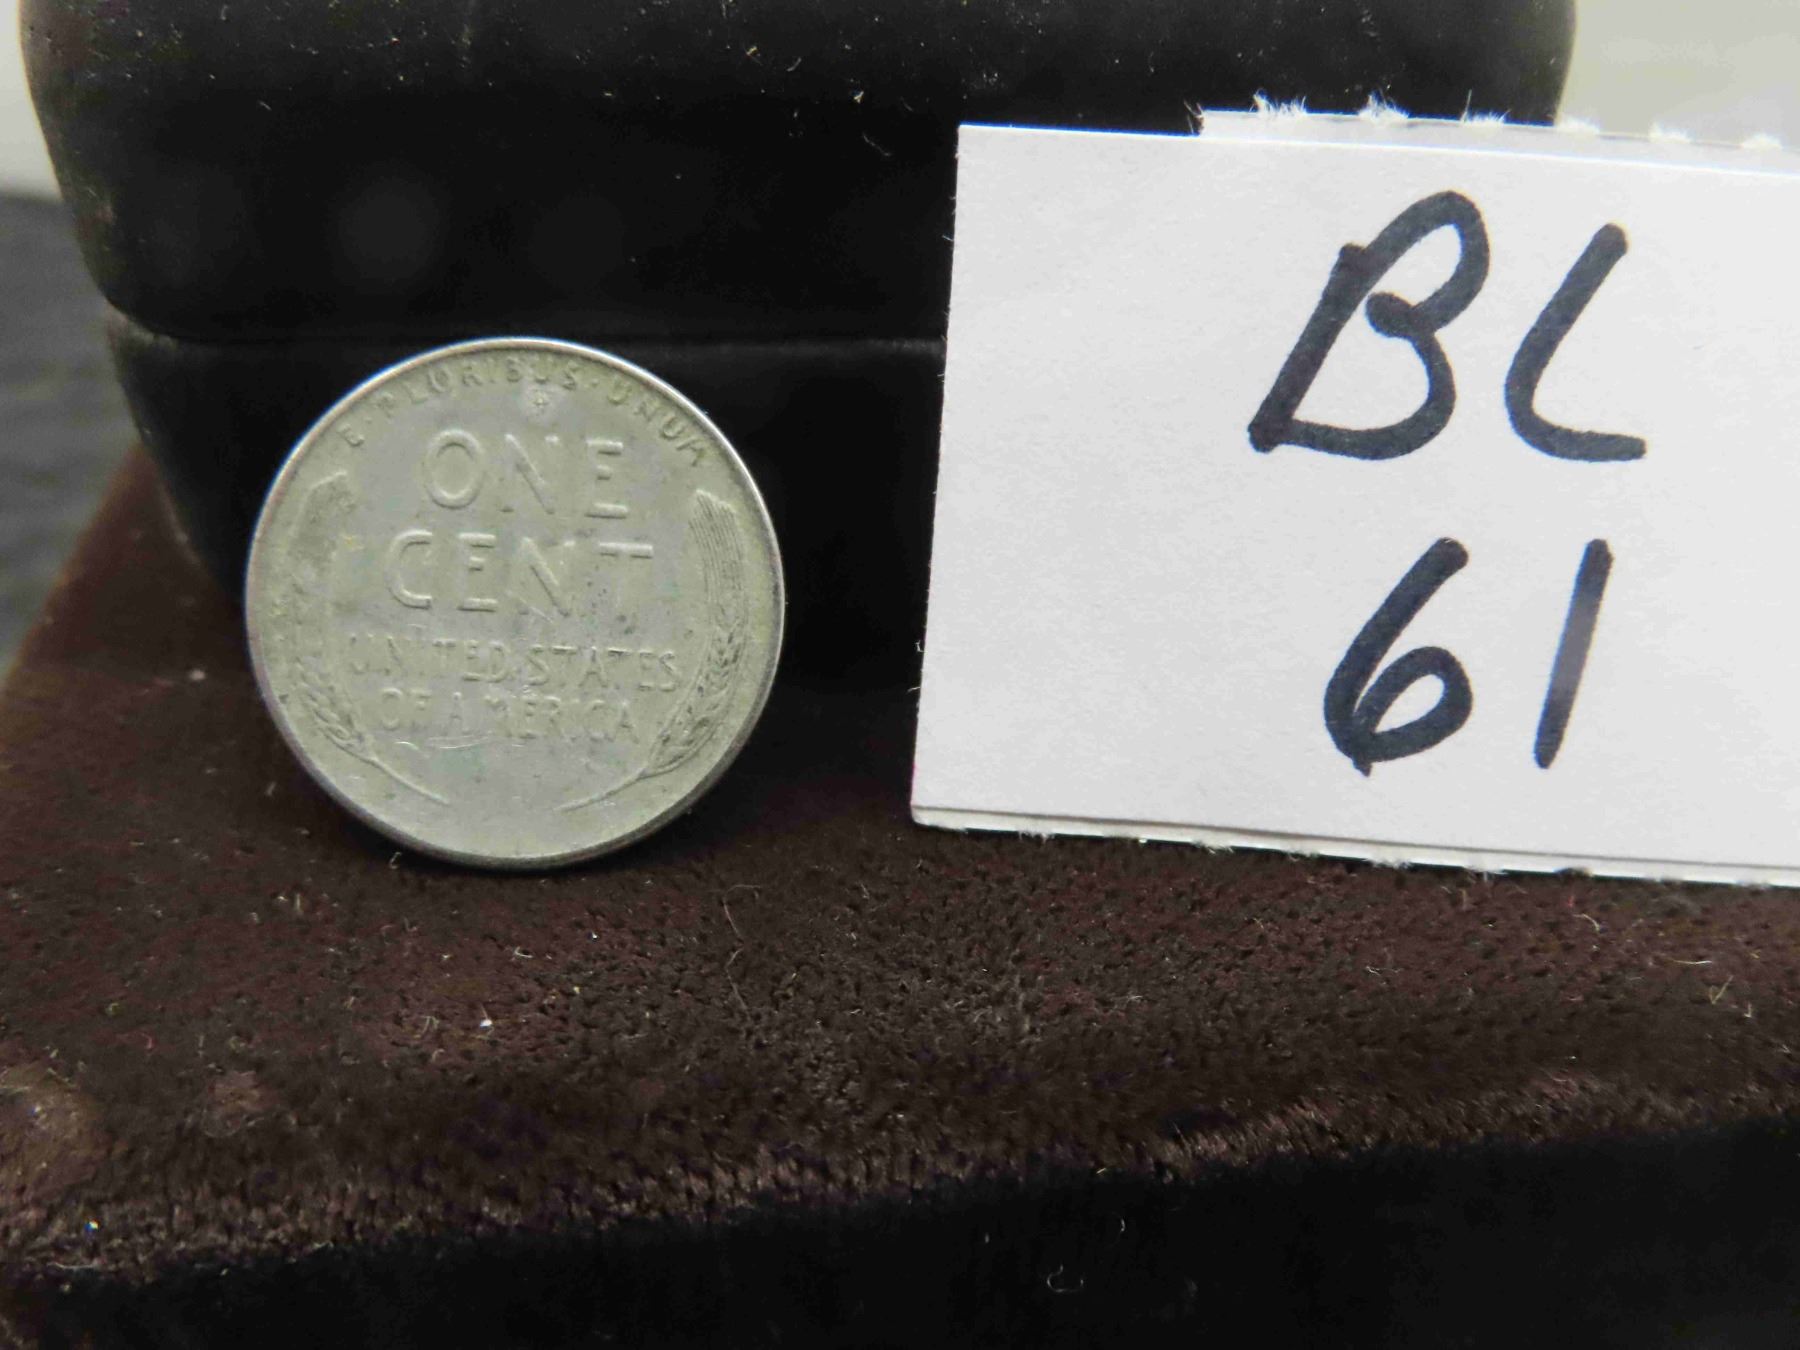 E·PLURIBUS·UNUM
ONE
CENT
UNITED STATES
OF AMERICA
BL
61